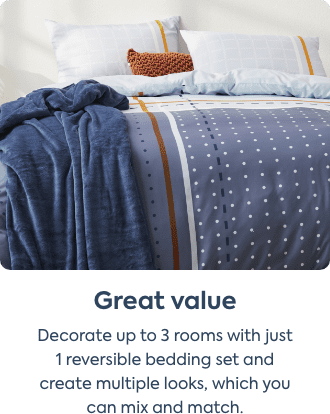 Great value
Decorate up to 3 rooms with just
1 reversible bedding set and
create multiple looks, which you
can mix and match.